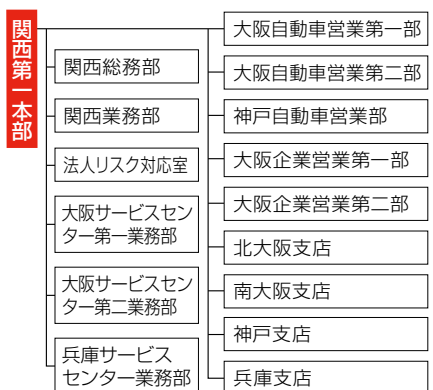 関西第一本部
関西総務部
関西業務部
法人リスク対応室
大阪サービスセン
ター第一業務部
大阪サービスセン
ター第二業務部
兵庫サービス
センター業務部
大阪自動車営業第一部
大阪自動車営業第二部
神戸自動車営業部
大阪企業営業第一部
大阪企業営業第二部
北大阪支店
南大阪支店
神戸支店
兵庫支店